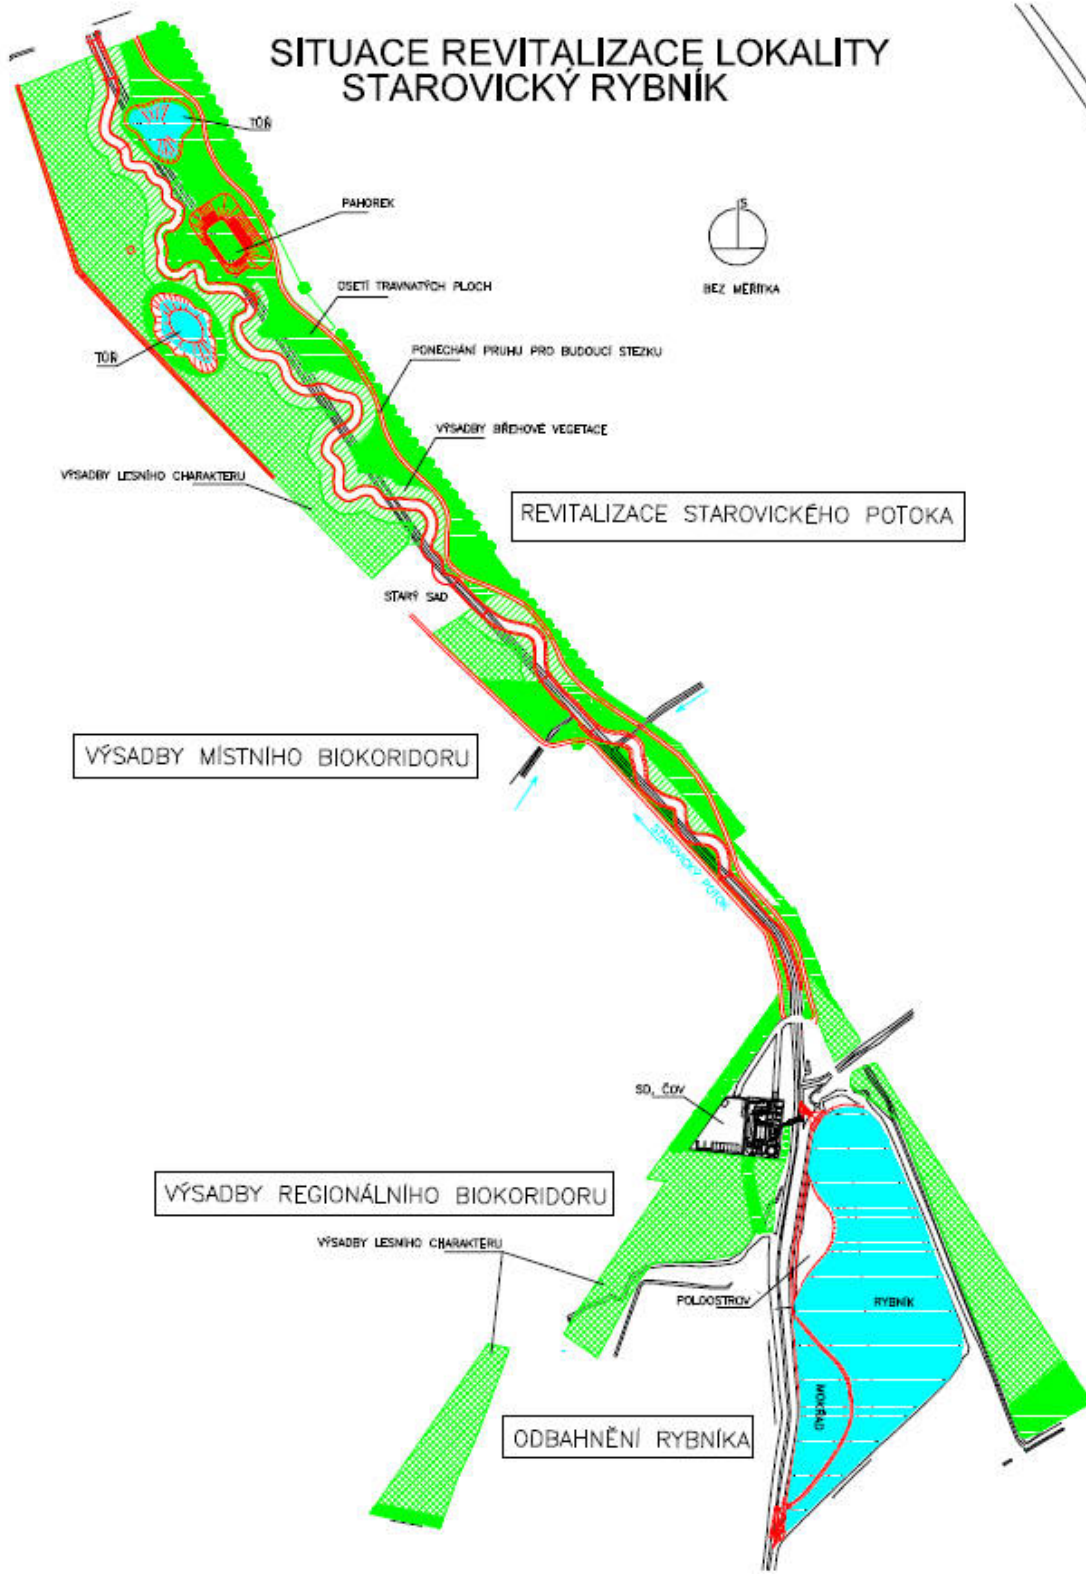 SITUACE REVITALIZACE LOKALITY
STAROVICKÝ RYBNÍK
TŮŇ
PAHOREK
S
BEZ MĚŘÍTKA
OSETÍ TRAVNATÝCH PLOCH
PONECHÁNÍ PRUHU PRO BUDOUCÍ STEZKU
TŮŇ
VÝSADBY BŘEHOVÉ VEGETACE
VÝSADBY LESNÍHO CHARAKTERU
REVITALIZACE STAROVICKÉHO POTOKA
STARÝ SAD
VÝSADBY MÍSTNÍHO BIOKORIDORU
STAROVICKÝ POTOK
SD, ČOV
VÝSADBY REGIONÁLNÍHO BIOKORIDORU
VÝSADBY LESNÍHO CHARAKTERU
POLOOSTROV
RYBNÍK
MOKŘAD
ODBAHNĚNÍ RYBNÍKA